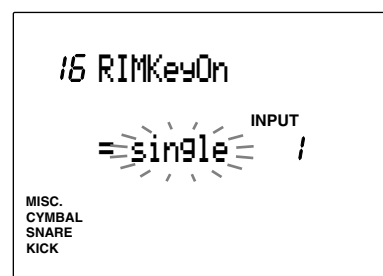 16 RIMKeyOn
INPUT
=single 1
MISC.
CYMBAL
SNARE
KICK